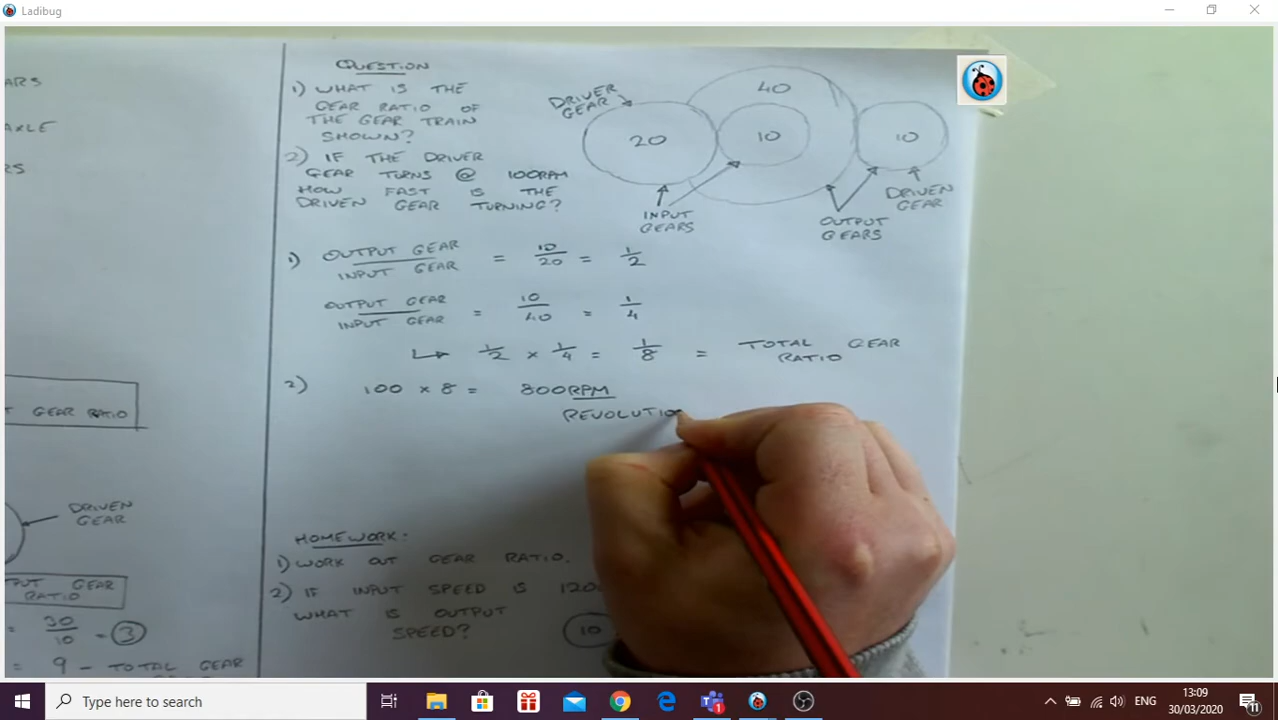 Ladibug
ARS
AXLE
RS
T GEAR RATIO
DRIVEN
GEAR
PUT GEAR
RATIO
= 30/10 = 3
= 9 - TOTAL GEAR
QUESTION
1) WHAT IS THE
GEAR RATIO OF
THE GEAR TRAIN
SHOWN?
2) IF THE DRIVER
GEAR TURNS @ 100RPM
HOW FAST IS THE
DRIVEN GEAR TURNING?
DRIVER
GEAR
20
40
10
10
INPUT
GEARS
OUTPUT
GEARS
DRIVEN
GEAR
1) OUTPUT GEAR / INPUT GEAR = 10/20 = 1/2
OUTPUT GEAR / INPUT GEAR = 10/40 = 1/4
1/2 × 1/4 = 1/8 = TOTAL GEAR
RATIO
2) 100 × 8 = 800RPM
REVOLUTIO
HOMEWORK:
1) WORK OUT GEAR RATIO.
2) IF INPUT SPEED IS 120
WHAT IS OUTPUT
SPEED?
10
Type here to search
1
ENG
13:09
30/03/2020
11